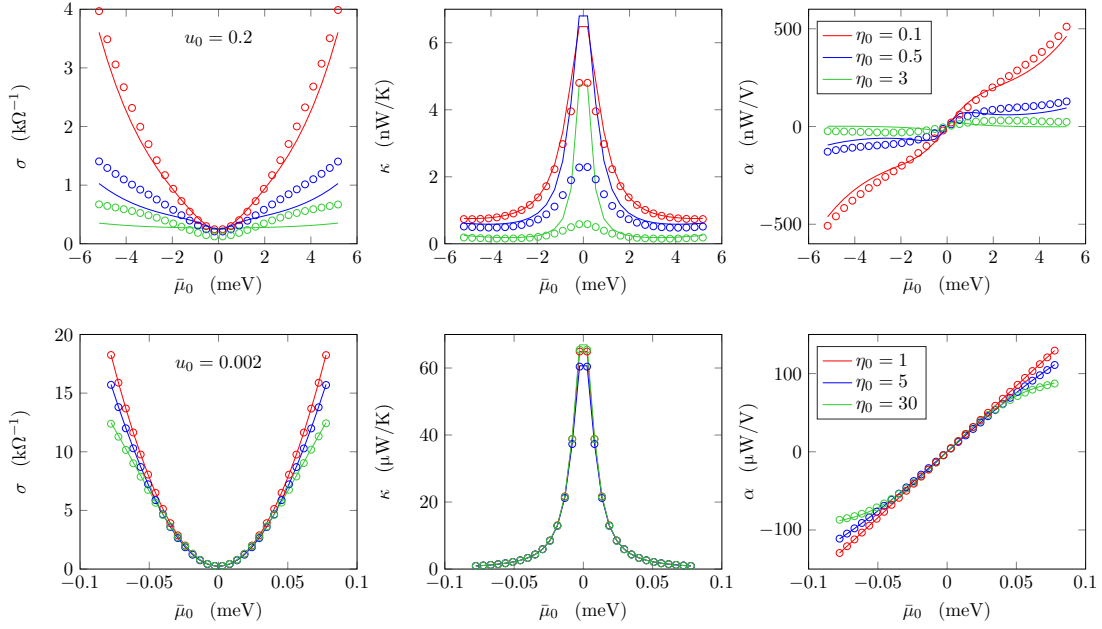 u₀ = 0.2
σ (kΩ⁻¹)
4
3
2
1
0
−6 −4 −2 0 2 4 6
μ̄₀ (meV)
κ (nW/K)
6
4
2
0
−6 −4 −2 0 2 4 6
μ̄₀ (meV)
η₀ = 0.1
η₀ = 0.5
η₀ = 3
α (nW/V)
500
0
−500
−6 −4 −2 0 2 4 6
μ̄₀ (meV)
u₀ = 0.002
σ (kΩ⁻¹)
20
15
10
5
0
−0.1 −0.05 0 0.05 0.1
μ̄₀ (meV)
κ (μW/K)
60
40
20
0
−0.1 −0.05 0 0.05 0.1
μ̄₀ (meV)
η₀ = 1
η₀ = 5
η₀ = 30
α (μW/V)
100
0
−100
−0.1 −0.05 0 0.05 0.1
μ̄₀ (meV)